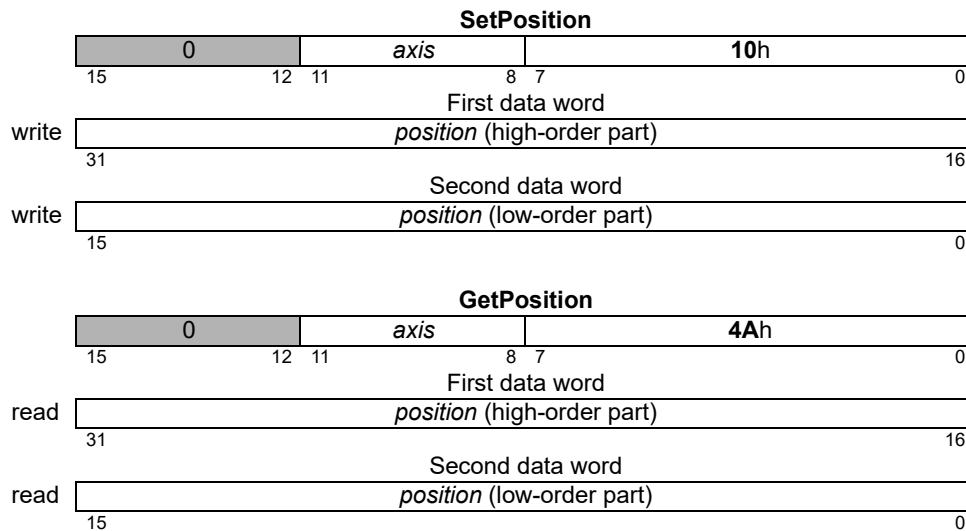 SetPosition
0 axis 10h
15 12 11 8 7 0
First data word
write position (high-order part)
31 16
Second data word
write position (low-order part)
15 0
GetPosition
0 axis 4Ah
15 12 11 8 7 0
First data word
read position (high-order part)
31 16
Second data word
read position (low-order part)
15 0